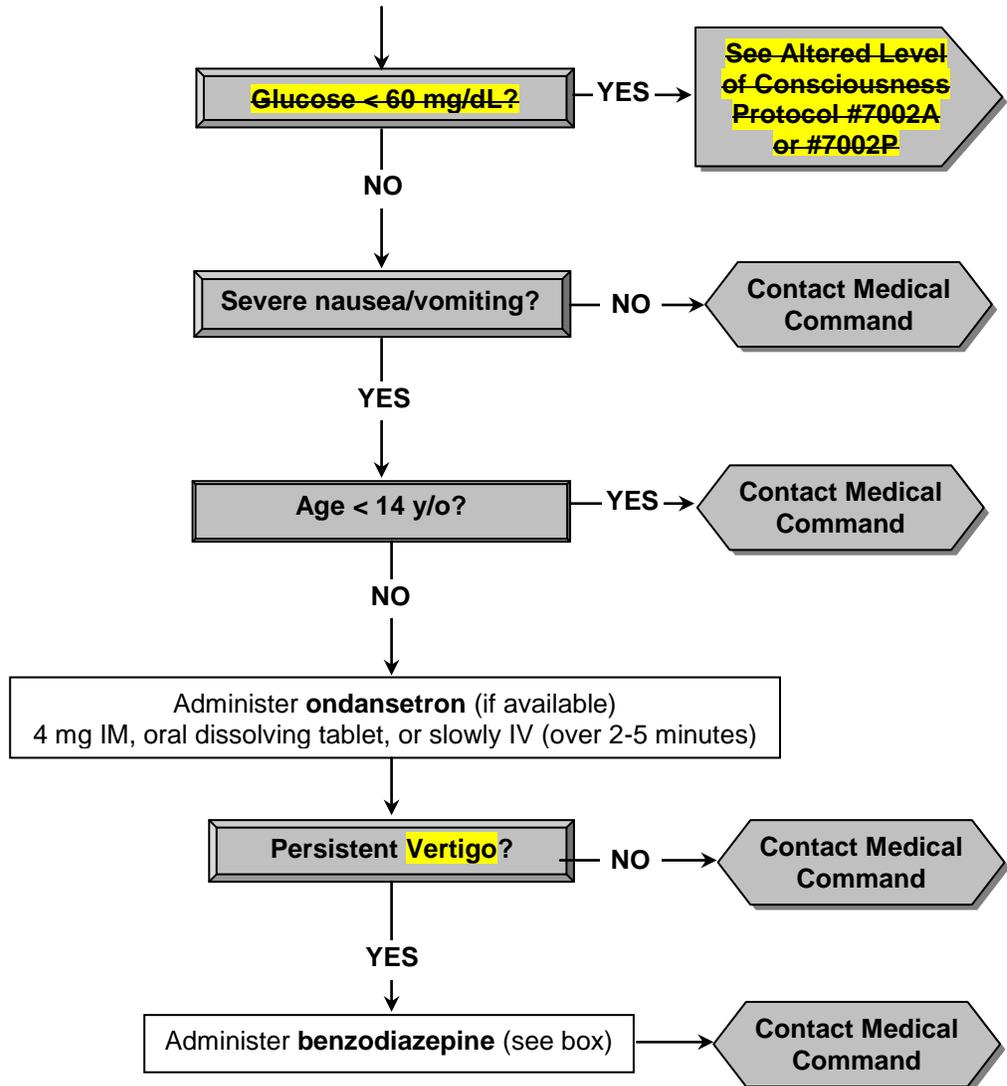 Glucose < 60 mg/dL?
YES
See Altered Level
of Consciousness
Protocol #7002A
or #7002P
NO
Severe nausea/vomiting?
NO
Contact Medical
Command
YES
Age < 14 y/o?
YES
Contact Medical
Command
NO
Administer ondansetron (if available)
4 mg IM, oral dissolving tablet, or slowly IV (over 2-5 minutes)
Persistent Vertigo?
NO
Contact Medical
Command
YES
Administer benzodiazepine (see box)
Contact Medical
Command